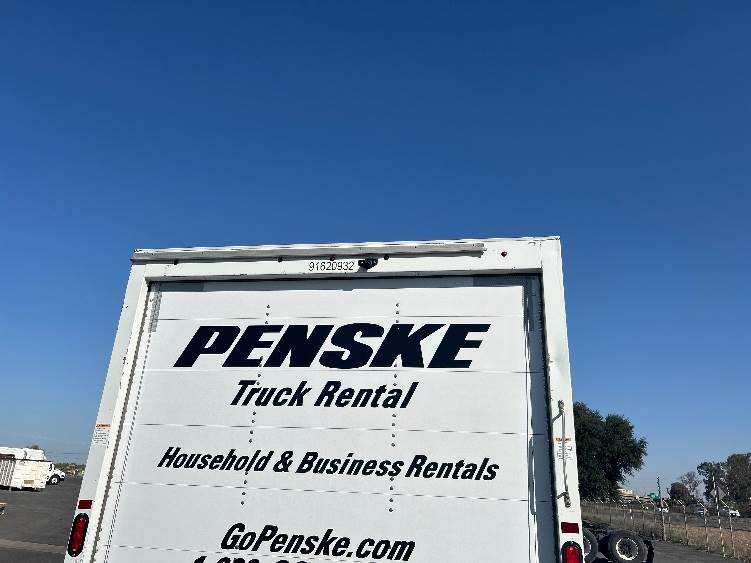 91620932
PENSKE
Truck Rental
Household & Business Rentals
GoPenske.com